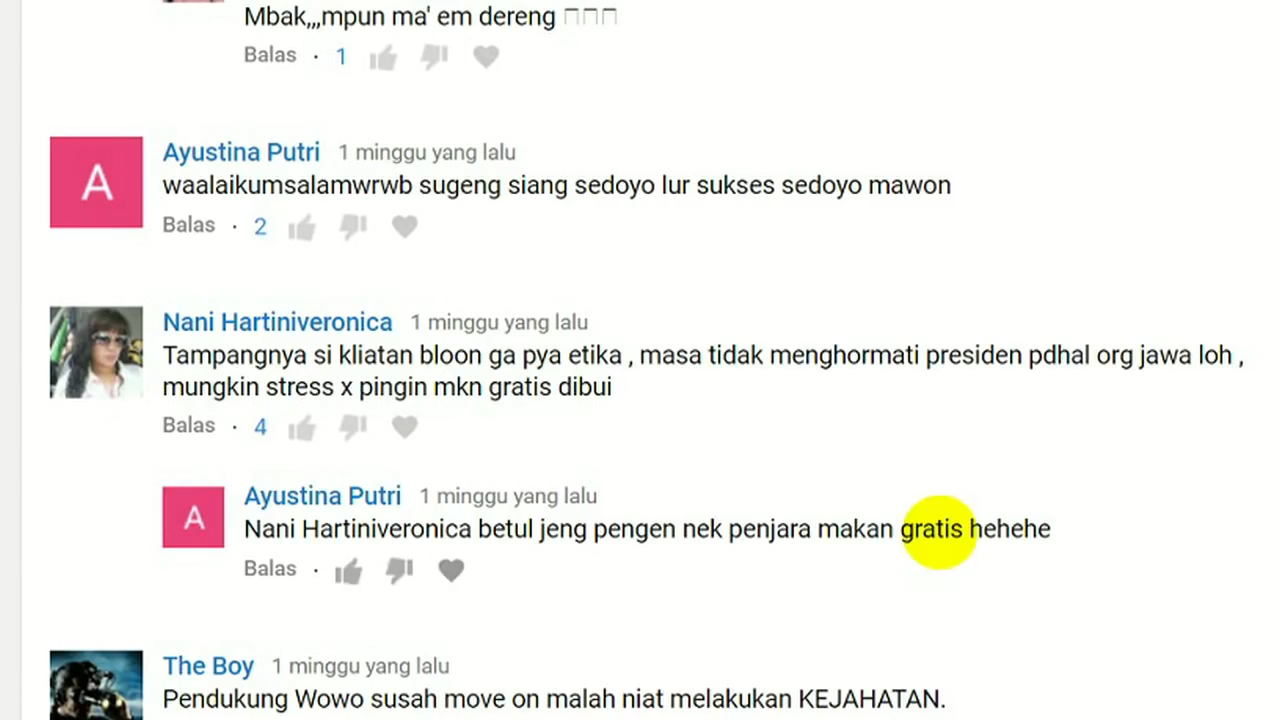 Mbak,,,mpun ma' em dereng
Balas · 1
A
Ayustina Putri 1 minggu yang lalu
waalaikumsalamwrwb sugeng siang sedoyo lur sukses sedoyo mawon
Balas · 2
Nani Hartiniveronica 1 minggu yang lalu
Tampangnya si kliatan bloon ga pya etika , masa tidak menghormati presiden pdhal org jawa loh ,
mungkin stress x pingin mkn gratis dibui
Balas · 4
A
Ayustina Putri 1 minggu yang lalu
Nani Hartiniveronica betul jeng pengen nek penjara makan gratis hehehe
Balas ·
The Boy 1 minggu yang lalu
Pendukung Wowo susah move on malah niat melakukan KEJAHATAN.